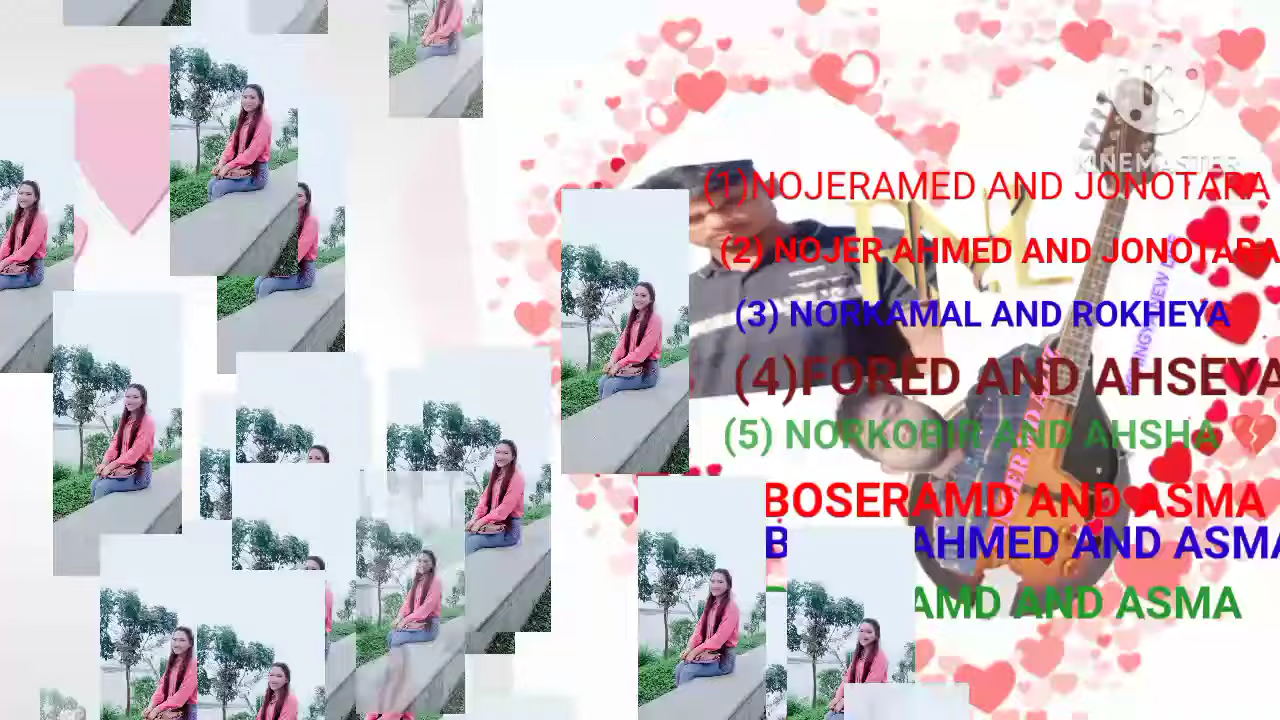 KINEMASTER
(1)NOJERAMED AND JONOTARA
(2) NOJER AHMED AND JONOTARA
(3) NORKAMAL AND ROKHEYA
(4)FORED AND AHSEYA
(5) NORKOBIR AND AHSHA 💔
BOSERAMD AND ASMA
AHMED AND ASMA
AMD AND ASMA